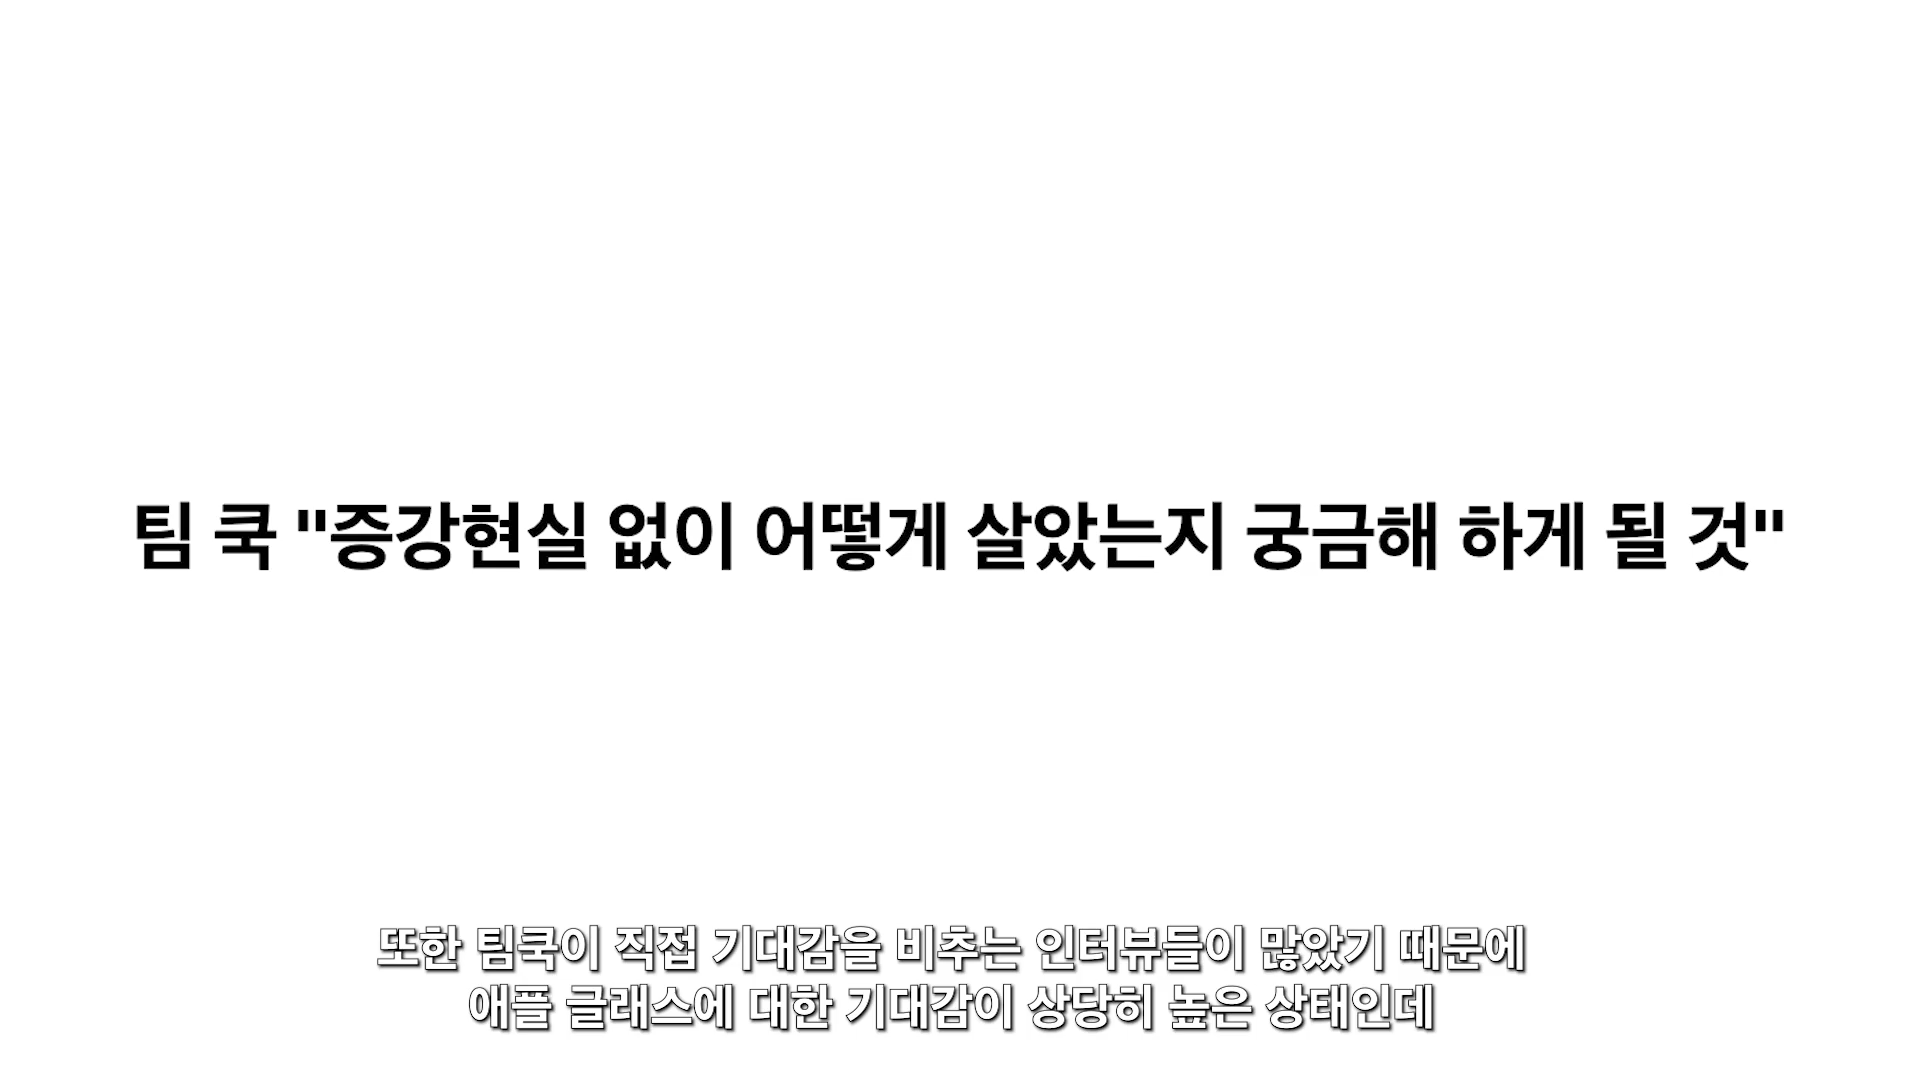 팀 쿡 "증강현실 없이 어떻게 살았는지 궁금해 하게 될 것"
또한 팀쿡이 직접 기대감을 비추는 인터뷰들이 많았기 때문에
애플 글래스에 대한 기대감이 상당히 높은 상태인데